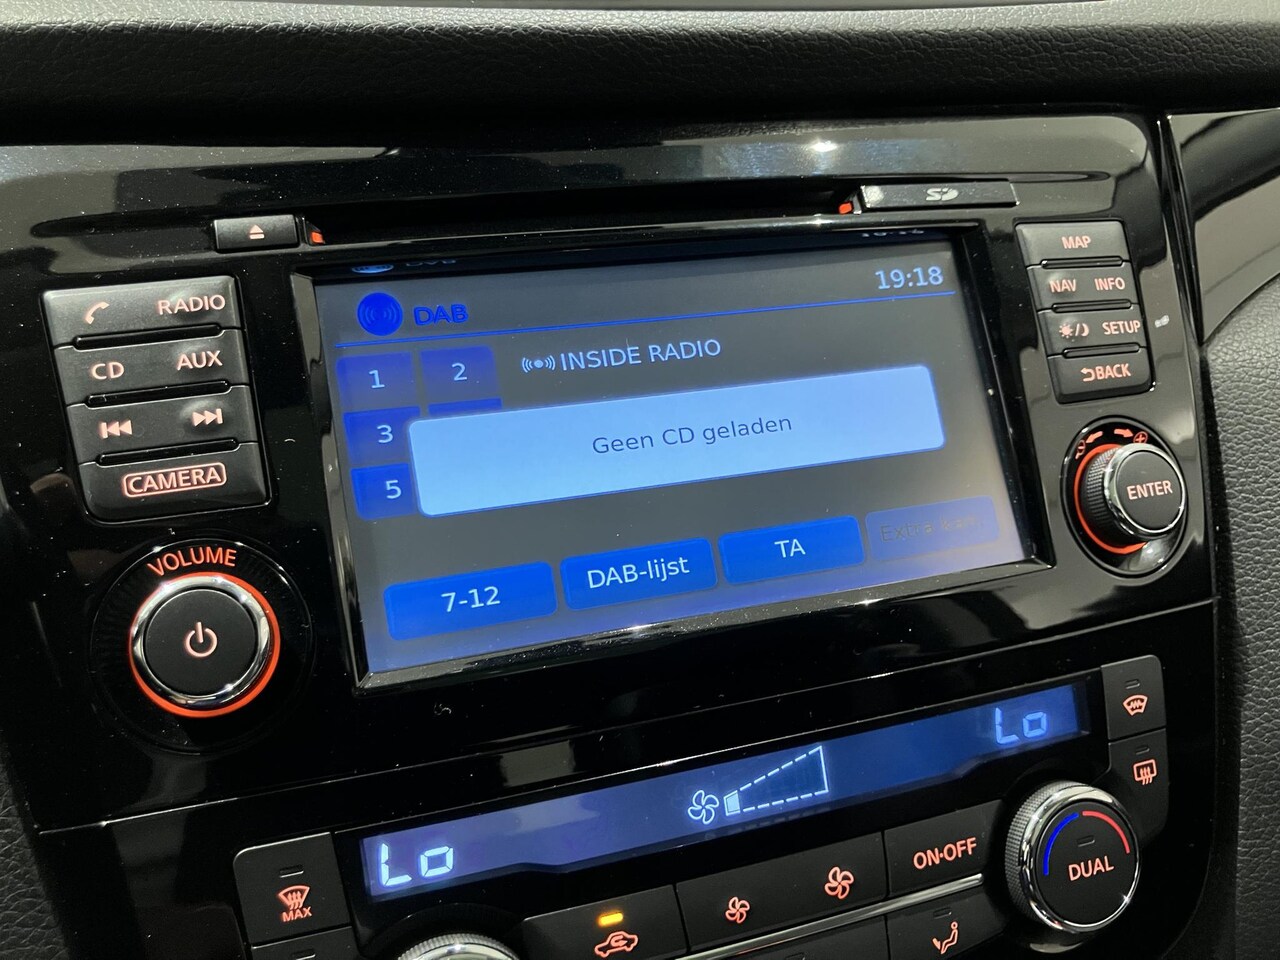 SD
MAP
NAV INFO
SETUP
BACK
ENTER
RADIO
CD AUX
CAMERA
VOLUME
19:18
DAB
1 2
INSIDE RADIO
3
Geen CD geladen
5
7-12
DAB-lijst
TA
Lo
Lo
MAX
ON·OFF
DUAL